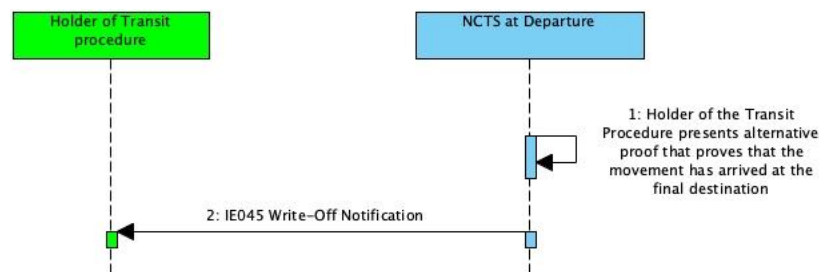 Holder of Transit
procedure
NCTS at Departure
1: Holder of the Transit
Procedure presents alternative
proof that proves that the
movement has arrived at the
final destination
2: IE045 Write-Off Notification